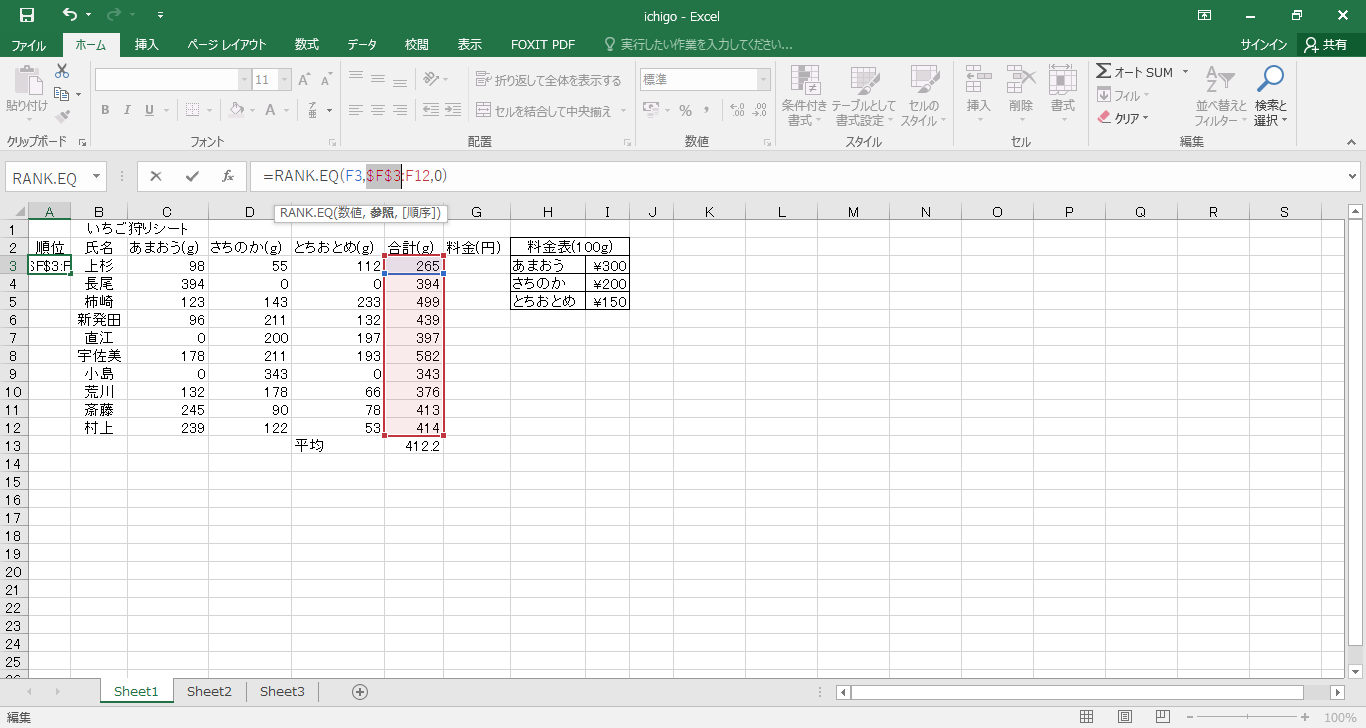 ichigo - Excel
ファイル ホーム 挿入 ページ レイアウト 数式 データ 校閲 表示 FOXIT PDF 実行したい作業を入力してください... サインイン 共有
貼り付け
11
B I U A
折り返して全体を表示する
セルを結合して中央揃え
標準
% ,
条件付き書式
テーブルとして書式設定
セルのスタイル
挿入 削除 書式
Σ オート SUM
フィル
クリア
並べ替えとフィルター
検索と選択
クリップボード フォント 配置 数値 スタイル セル 編集
RANK.EQ =RANK.EQ(F3,$F$3:F12,0)
RANK.EQ(数値, 参照, [順序])
A B C D G H I J K L M N O P Q R S
1 いちご狩りシート
2 順位 氏名 あまおう(g) さちのか(g) とちおとめ(g) 合計(g) 料金(円) 料金表(100g)
3 $F$3:F 上杉 98 55 112 265 あまおう ¥300
4 長尾 394 0 0 394 さちのか ¥200
5 柿崎 123 143 233 499 とちおとめ ¥150
6 新発田 96 211 132 439
7 直江 0 200 197 397
8 宇佐美 178 211 193 582
9 小島 0 343 0 343
10 荒川 132 178 66 376
11 斎藤 245 90 78 413
12 村上 239 122 53 414
13 平均 412.2
14
15
16
17
18
19
20
21
22
23
24
25
Sheet1 Sheet2 Sheet3
編集 100%